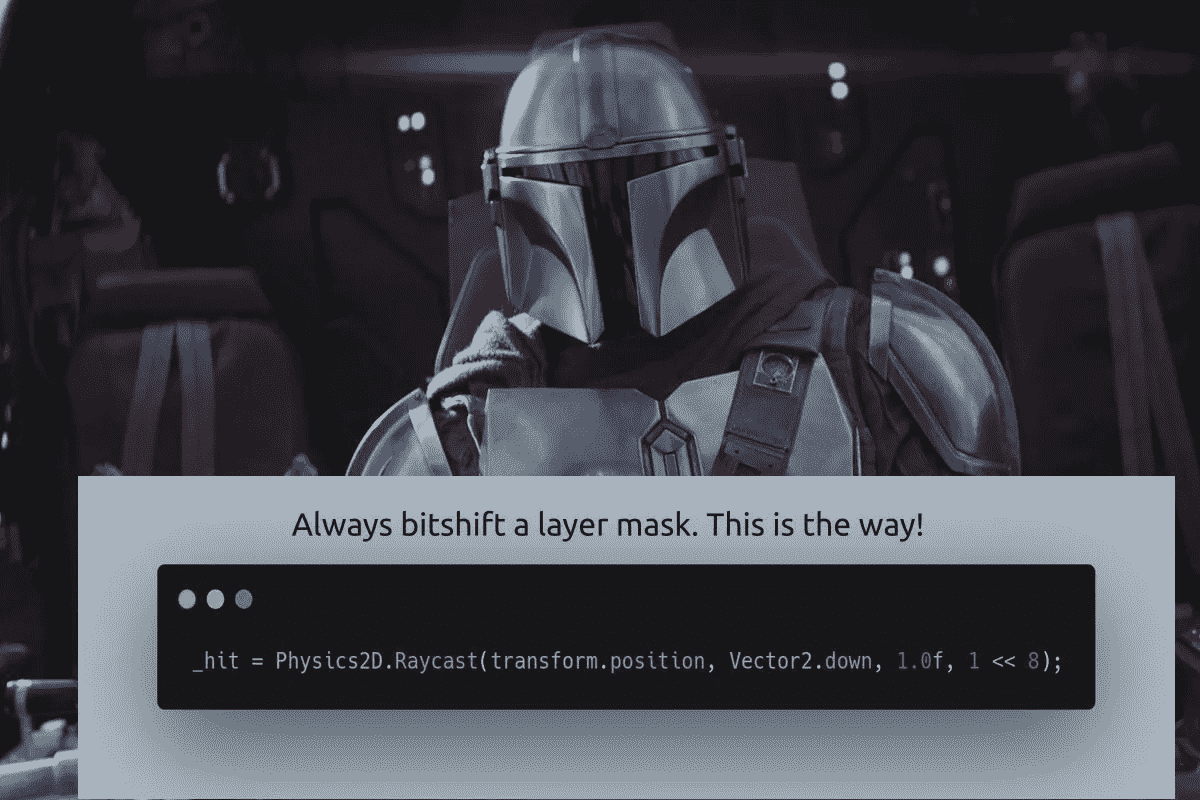 Always bitshift a layer mask. This is the way!
_hit = Physics2D.Raycast(transform.position, Vector2.down, 1.0f, 1 << 8);